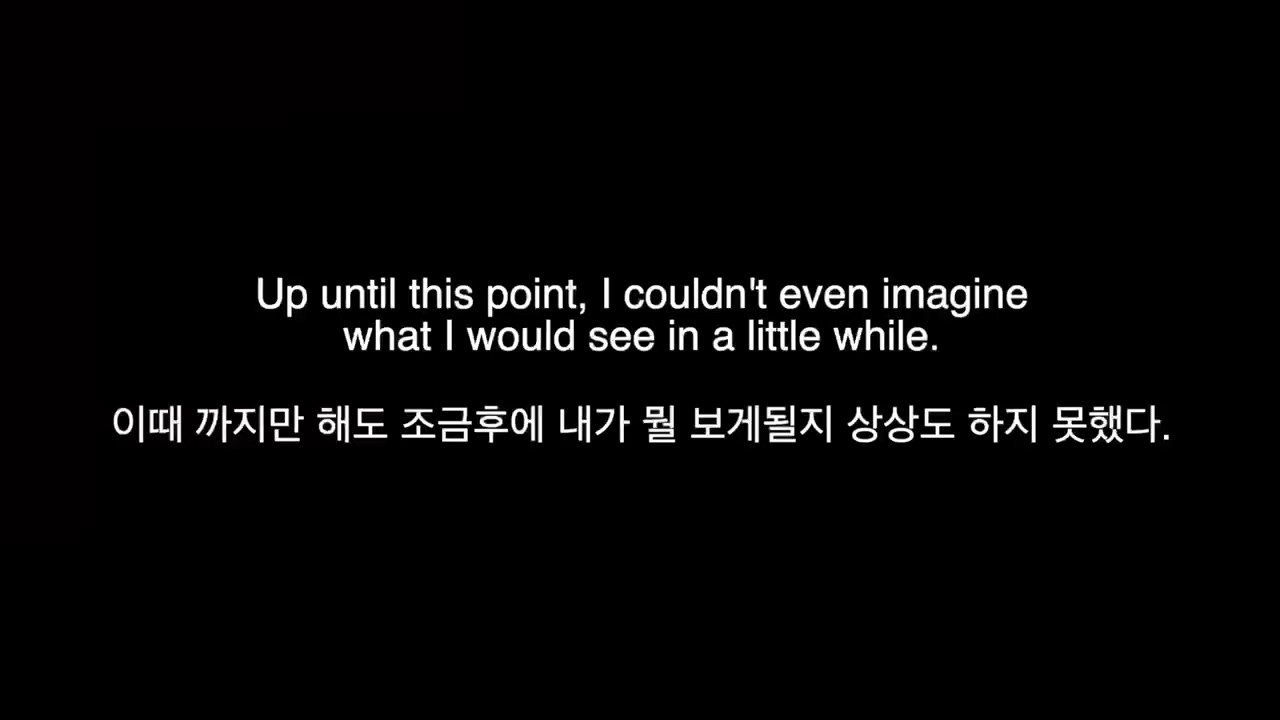 Up until this point, I couldn't even imagine
what I would see in a little while.
이때 까지만 해도 조금후에 내가 뭘 보게될지 상상도 하지 못했다.